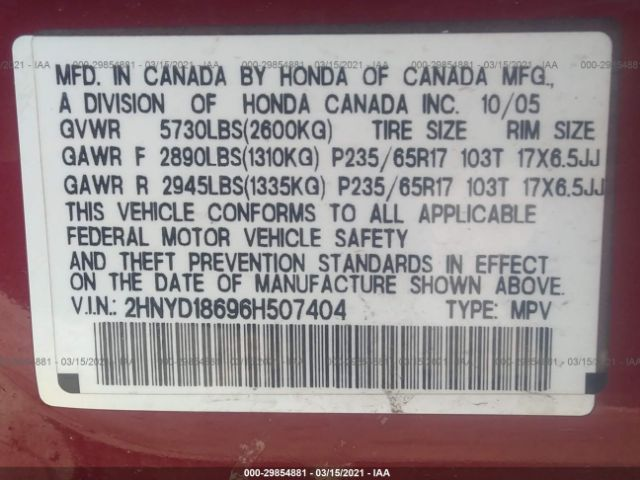 MFD. IN CANADA BY HONDA OF CANADA MFG.,
A DIVISION OF HONDA CANADA INC. 10/05
GVWR 5730LBS(2600KG) TIRE SIZE RIM SIZE
GAWR F 2890LBS(1310KG) P235/65R17 103T 17X6.5JJ
GAWR R 2945LBS(1335KG) P235/65R17 103T 17X6.5JJ
THIS VEHICLE CONFORMS TO ALL APPLICABLE
FEDERAL MOTOR VEHICLE SAFETY
AND THEFT PREVENTION STANDARDS IN EFFECT
ON THE DATE OF MANUFACTURE SHOWN ABOVE.
V.I.N.: 2HNYD18696H507404 TYPE: MPV
000-29854881 - 03/15/2021 - IAA